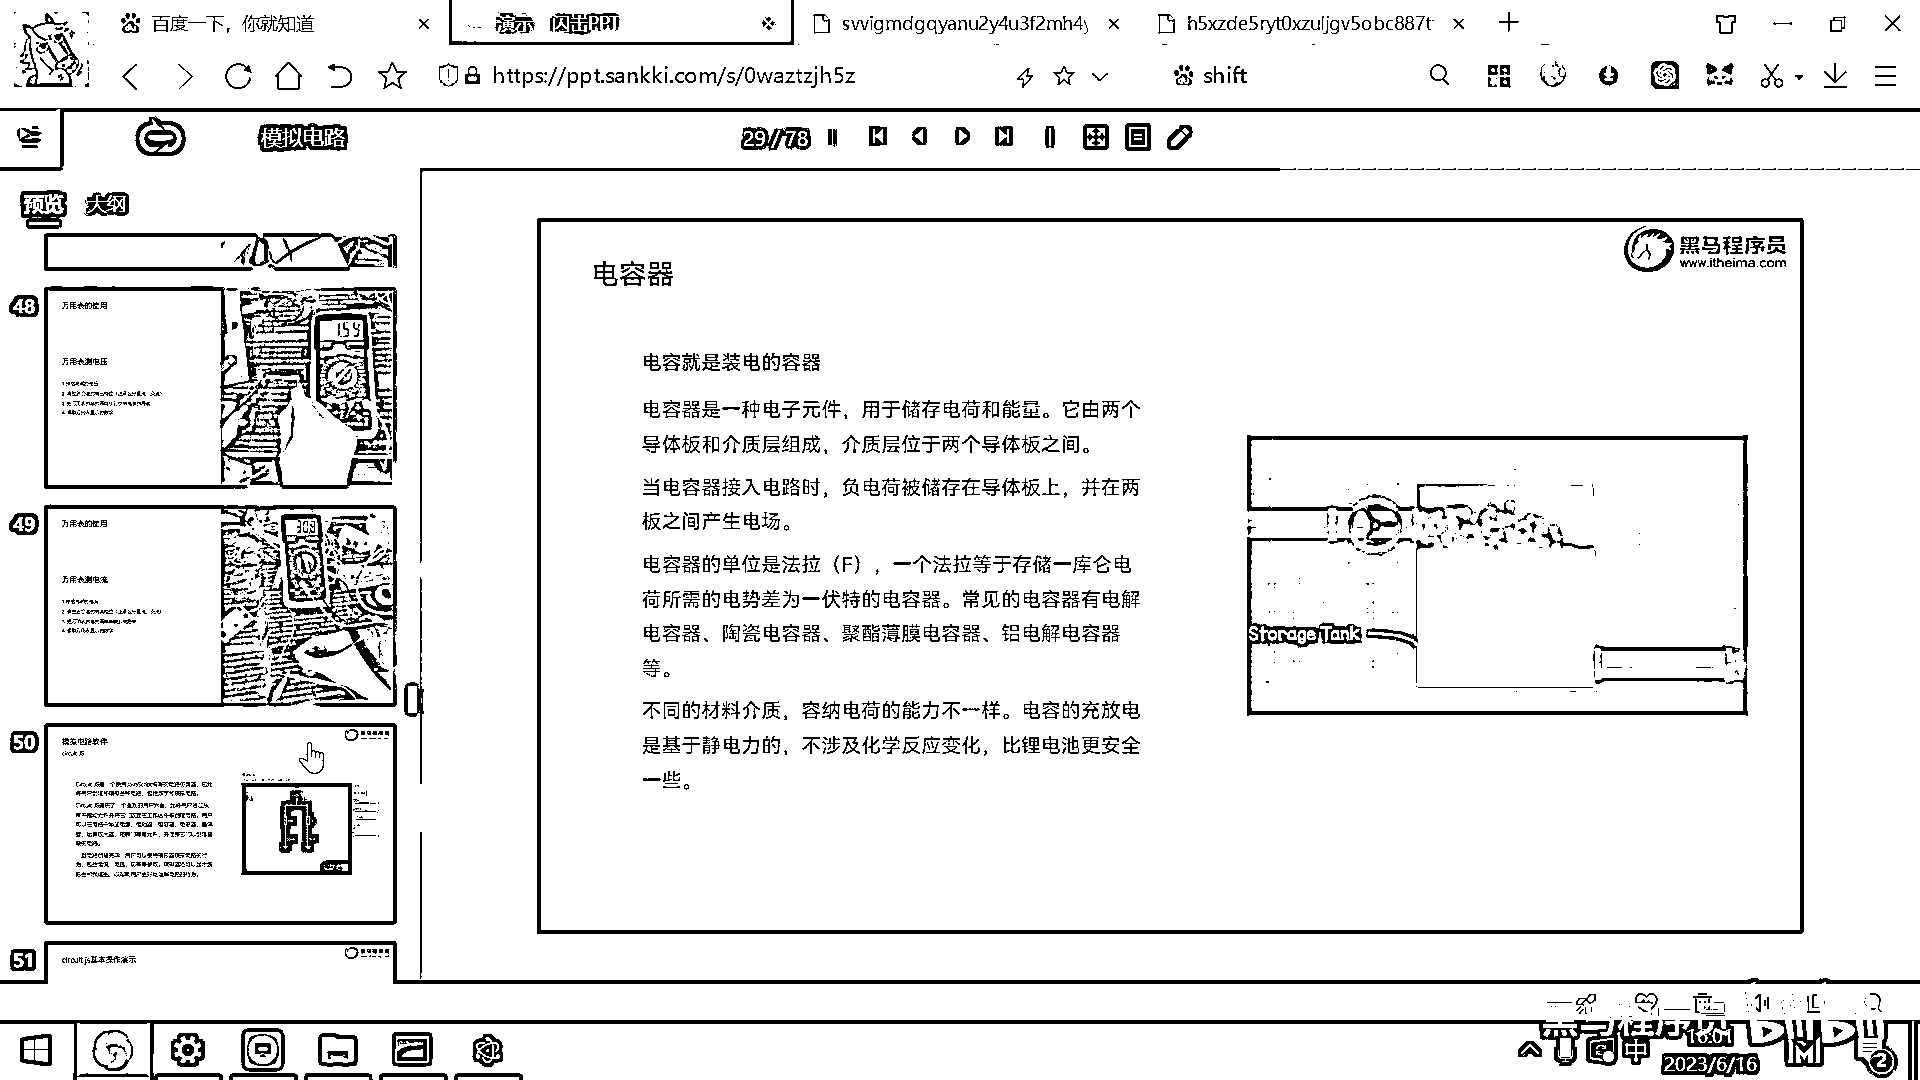 百度一下，你就知道
演示 闪击PPT
https://ppt.sankki.com/s/0waztzjh5z
shift
模拟电路
29/78
预览 大纲
48
万用表的使用
万用表测电压
49
万用表的使用
万用表测电流
50
模拟电路软件
circuit JS
51
circuit js基本操作演示
黑马程序员
www.itheima.com
电容器
电容就是装电的容器
电容器是一种电子元件，用于储存电荷和能量。它由两个
导体板和介质层组成，介质层位于两个导体板之间。
当电容器接入电路时，负电荷被储存在导体板上，并在两
板之间产生电场。
电容器的单位是法拉（F），一个法拉等于存储一库仑电
荷所需的电势差为一伏特的电容器。常见的电容器有电解
电容器、陶瓷电容器、聚酯薄膜电容器、铝电解电容器
等。
不同的材料介质，容纳电荷的能力不一样。电容的充放电
是基于静电力的，不涉及化学反应变化，比锂电池更安全
一些。
Storage Tank
黑马程序员
中
16:01
2023/6/16
2